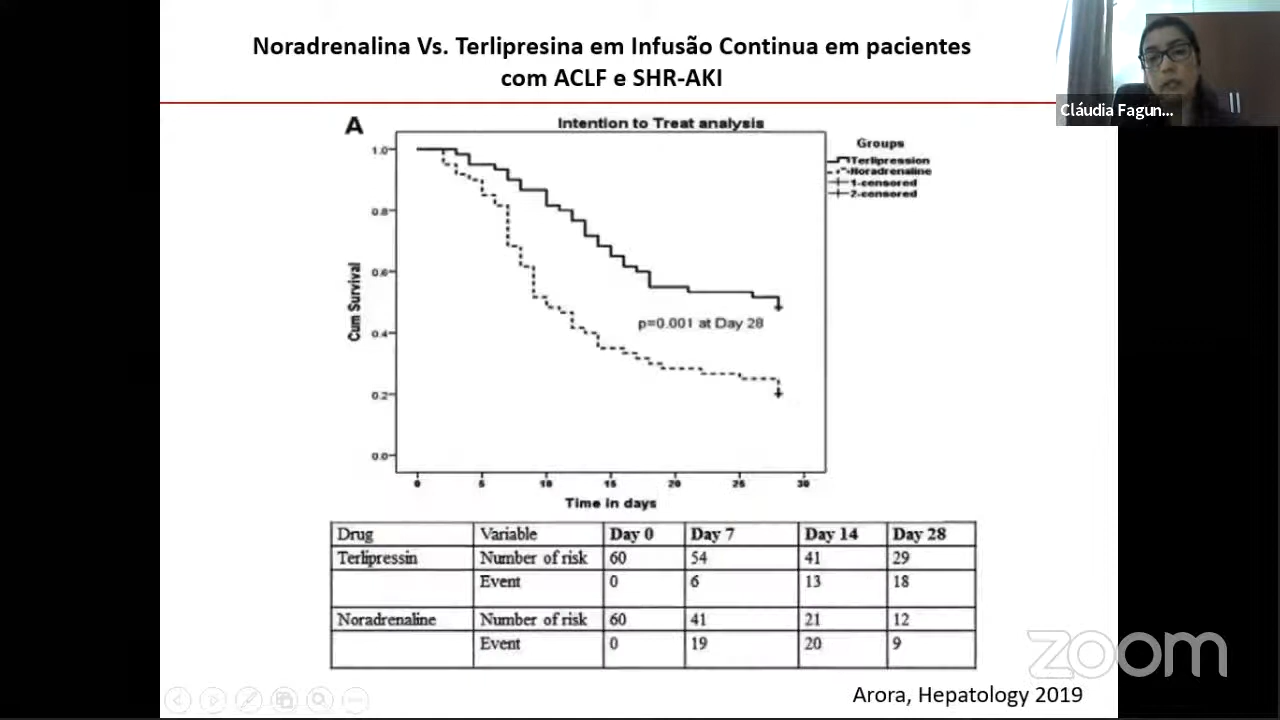 Noradrenalina Vs. Terlipresina em Infusão Continua em pacientes
com ACLF e SHR-AKI
Cláudia Fagun...
A
Intention to Treat analysis
Groups
Terlipression
Noradrenaline
1-censored
2-censored
Cum Survival
1.0
0.8
0.6
0.4
0.2
0.0
p=0.001 at Day 28
0 5 10 15 20 25 30
Time in days
Drug Variable Day 0 Day 7 Day 14 Day 28
Terlipressin Number of risk 60 54 41 29
Event 0 6 13 18
Noradrenaline Number of risk 60 41 21 12
Event 0 19 20 9
zoom
Arora, Hepatology 2019